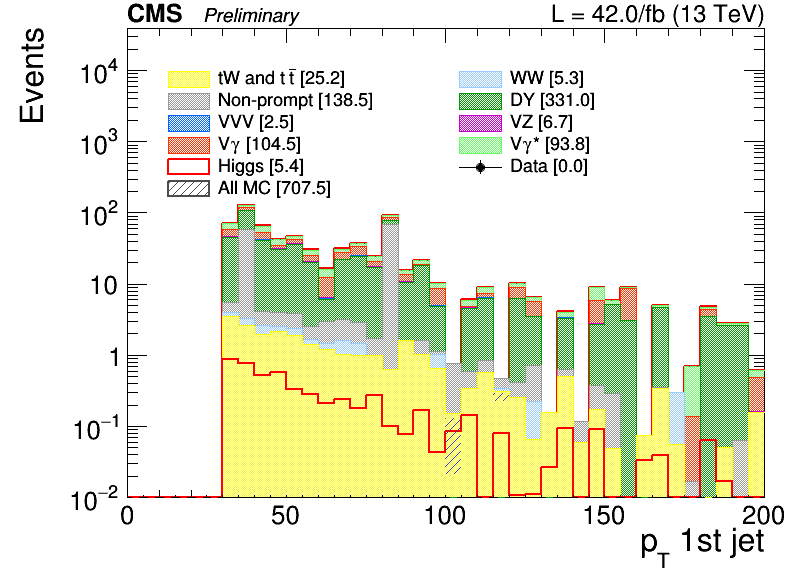 CMS Preliminary L = 42.0/fb (13 TeV)
Events
tW and t t̄ [25.2]
Non-prompt [138.5]
VVV [2.5]
Vγ [104.5]
Higgs [5.4]
All MC [707.5]
WW [5.3]
DY [331.0]
VZ [6.7]
Vγ* [93.8]
Data [0.0]
10⁴
10³
10²
10
1
10⁻¹
10⁻²
0 50 100 150 200
p_T 1st jet